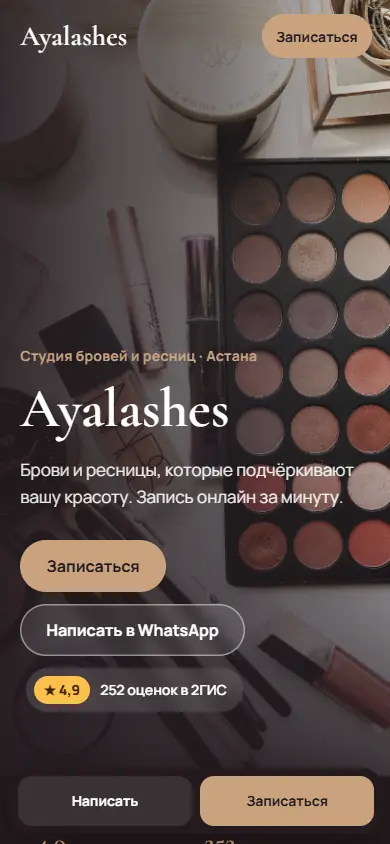 Ayalashes
Записаться
Студия бровей и ресниц · Астана
Ayalashes
Брови и ресницы, которые подчёркивают
вашу красоту. Запись онлайн за минуту.
Записаться
Написать в WhatsApp
★ 4,9
252 оценок в 2ГИС
Написать
Записаться